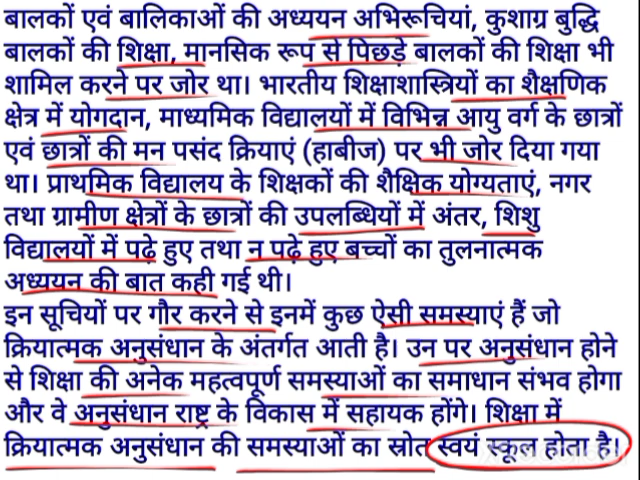 बालकों एवं बालिकाओं की अध्ययन अभिरूचियां, कुशाग्र बुद्धि
बालकों की शिक्षा, मानसिक रूप से पिछड़े बालकों की शिक्षा भी
शामिल करने पर जोर था। भारतीय शिक्षाशास्त्रियों का शैक्षणिक
क्षेत्र में योगदान, माध्यमिक विद्यालयों में विभिन्न आयु वर्ग के छात्रों
एवं छात्रों की मन पसंद क्रियाएं (हाबीज) पर भी जोर दिया गया
था। प्राथमिक विद्यालय के शिक्षकों की शैक्षिक योग्यताएं, नगर
तथा ग्रामीण क्षेत्रों के छात्रों की उपलब्धियों में अंतर, शिशु
विद्यालयों में पढ़े हुए तथा न पढ़े हुए बच्चों का तुलनात्मक
अध्ययन की बात कही गई थी।
इन सूचियों पर गौर करने से इनमें कुछ ऐसी समस्याएं हैं जो
क्रियात्मक अनुसंधान के अंतर्गत आती है। उन पर अनुसंधान होने
से शिक्षा की अनेक महत्वपूर्ण समस्याओं का समाधान संभव होगा
और वे अनुसंधान राष्ट्र के विकास में सहायक होंगे। शिक्षा में
क्रियात्मक अनुसंधान की समस्याओं का स्रोत स्वयं स्कूल होता है।